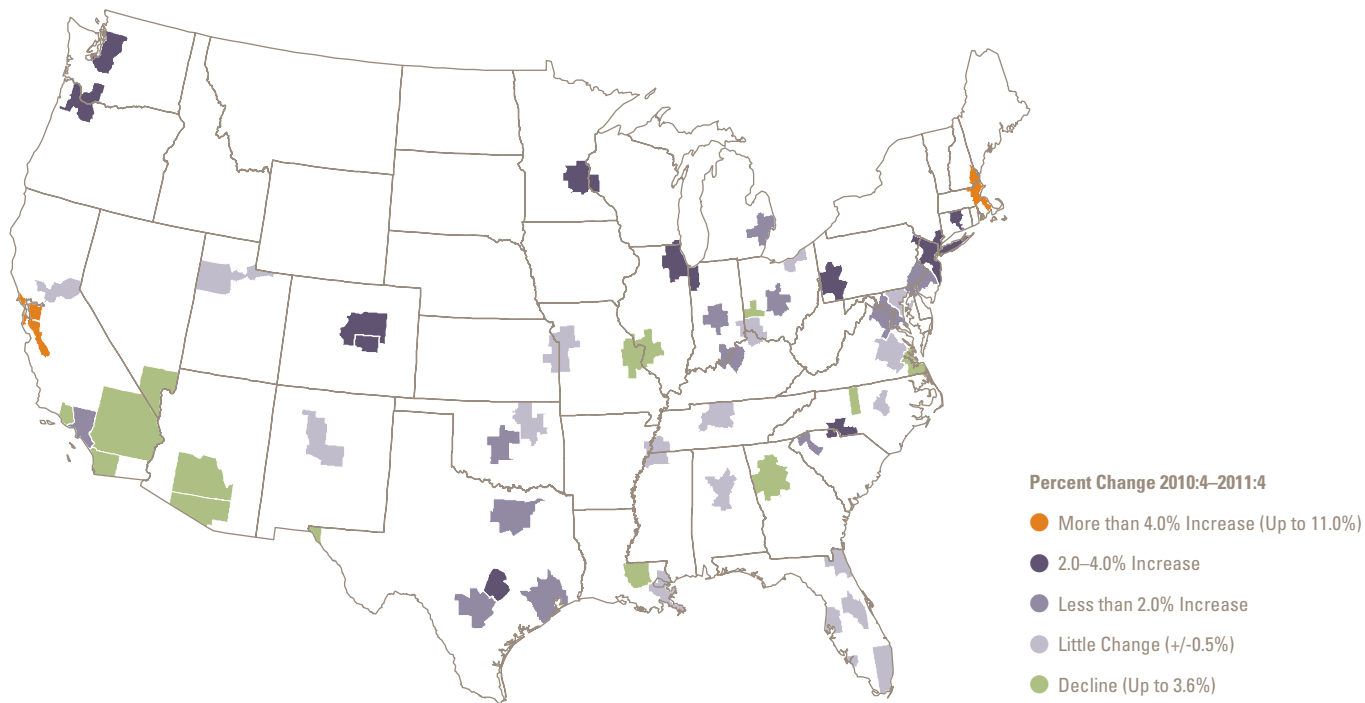 Percent Change 2010:4–2011:4
More than 4.0% Increase (Up to 11.0%)
2.0–4.0% Increase
Less than 2.0% Increase
Little Change (+/-0.5%)
Decline (Up to 3.6%)